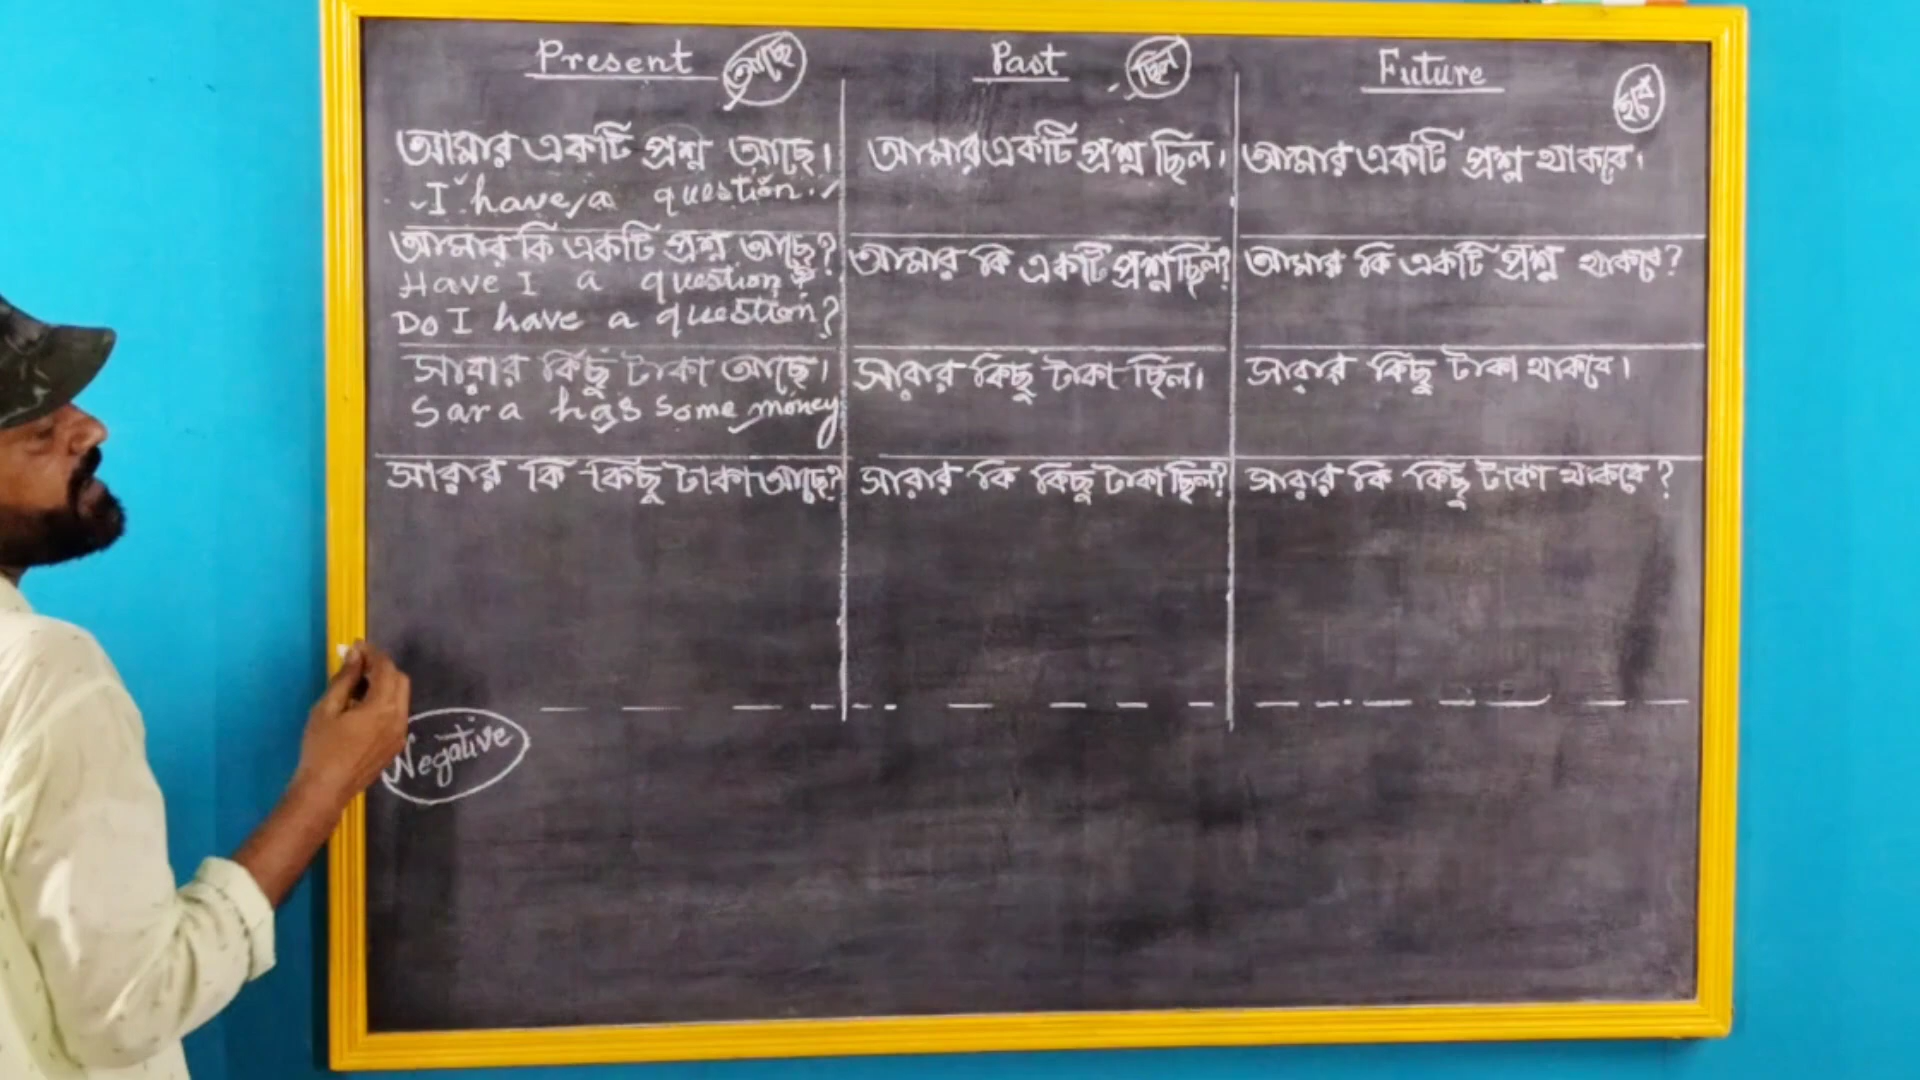 Present আছে
আমার একটি প্রশ্ন আছে।
I have a question.
আমার কি একটি প্রশ্ন আছে?
Have I a question?
Do I have a question?
সারার কিছু টাকা আছে।
Sara has some money
সারার কি কিছু টাকা আছে?
Past ছিল
আমার একটি প্রশ্ন ছিল।
আমার কি একটি প্রশ্ন ছিল?
সারার কিছু টাকা ছিল।
সারার কি কিছু টাকা ছিল?
Future হবে
আমার একটি প্রশ্ন থাকবে।
আমার কি একটি প্রশ্ন থাকবে?
সারার কিছু টাকা থাকবে।
সারার কি কিছু টাকা থাকবে?
Negative